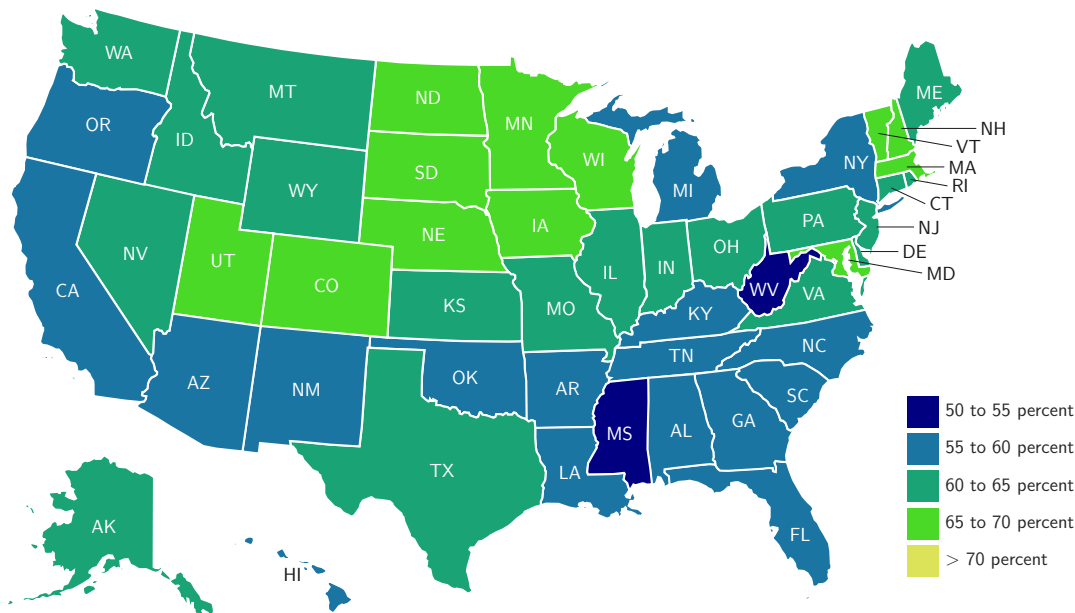 WA
MT
ND
MN
ME
OR
ID
WI
NH
VT
NY
MA
RI
SD
WY
MI
CT
NE
IA
PA
NJ
NV
UT
OH
DE
IL
IN
MD
CO
WV
VA
CA
KS
MO
KY
NC
TN
AZ
NM
OK
AR
SC
GA
MS
AL
LA
TX
AK
FL
HI
50 to 55 percent
55 to 60 percent
60 to 65 percent
65 to 70 percent
> 70 percent